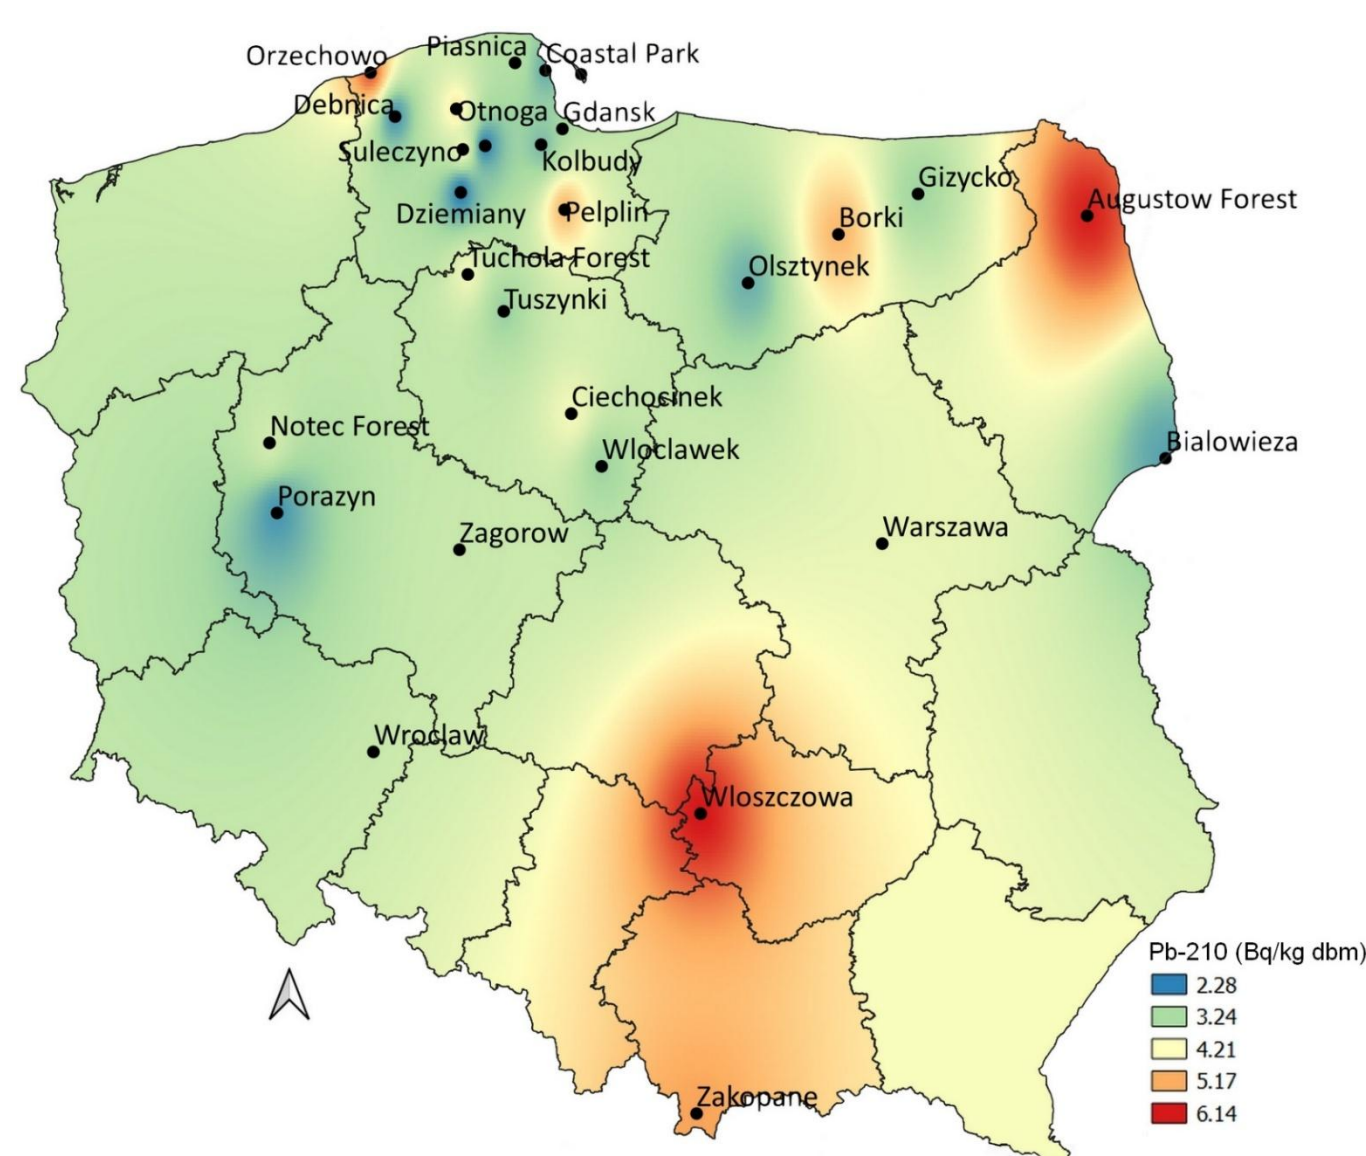 Orzechowo
Piasnica
Coastal Park
Debnica
Otnoga
Gdansk
Suleczyno
Kolbudy
Dziemiany
Pelplin
Gizycko
Augustow Forest
Borki
Tuchola Forest
Olsztynek
Tuszynki
Ciechocinek
Notec Forest
Wloclawek
Bialowieza
Porazyn
Zagorow
Warszawa
Wroclaw
Wloszczowa
Pb-210 (Bq/kg dbm)
2.28
3.24
4.21
5.17
6.14
Zakopane